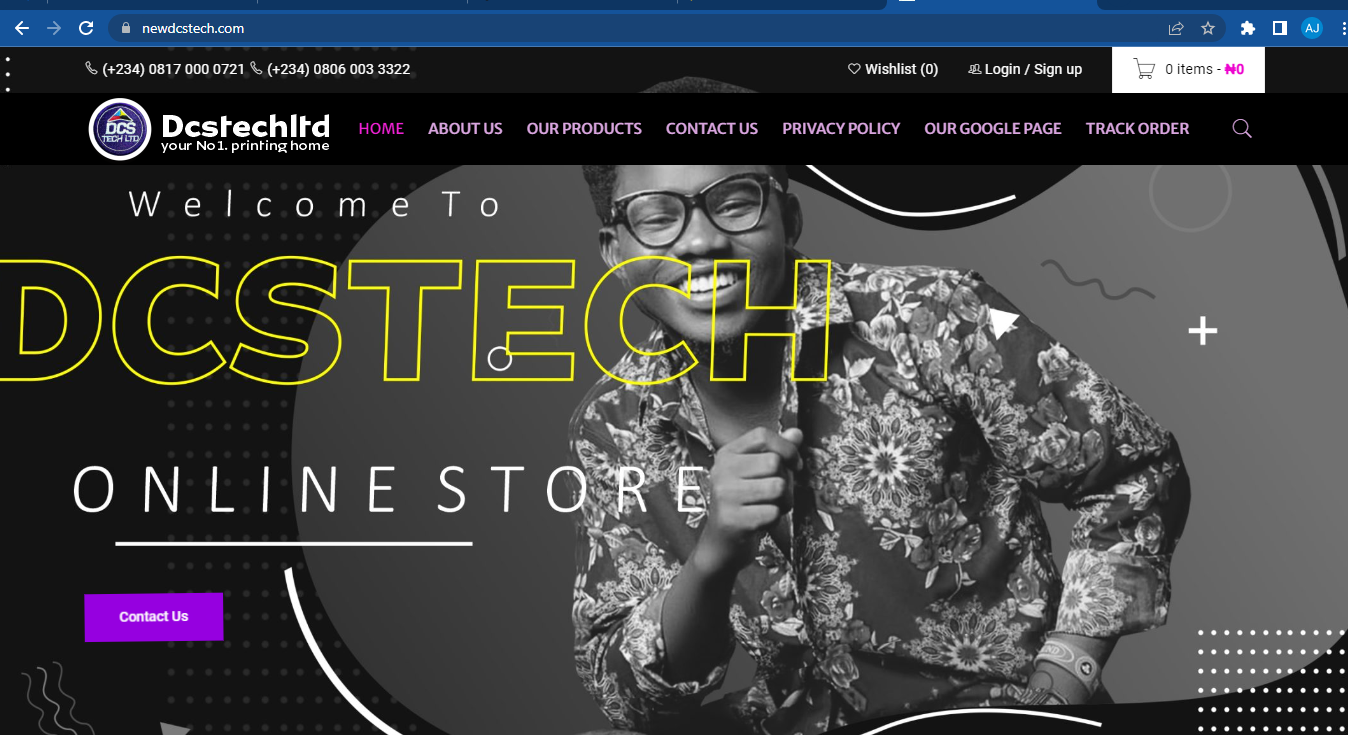 newdcstech.com
AJ
(+234) 0817 000 0721 (+234) 0806 003 3322
Wishlist (0)
Login / Sign up
0 items - ₦0
DCS
TECH LTD
Dcstechltd
your No1. printing home
HOME
ABOUT US
OUR PRODUCTS
CONTACT US
PRIVACY POLICY
OUR GOOGLE PAGE
TRACK ORDER
Welcome To
DCSTECH
ONLINE STORE
Contact Us